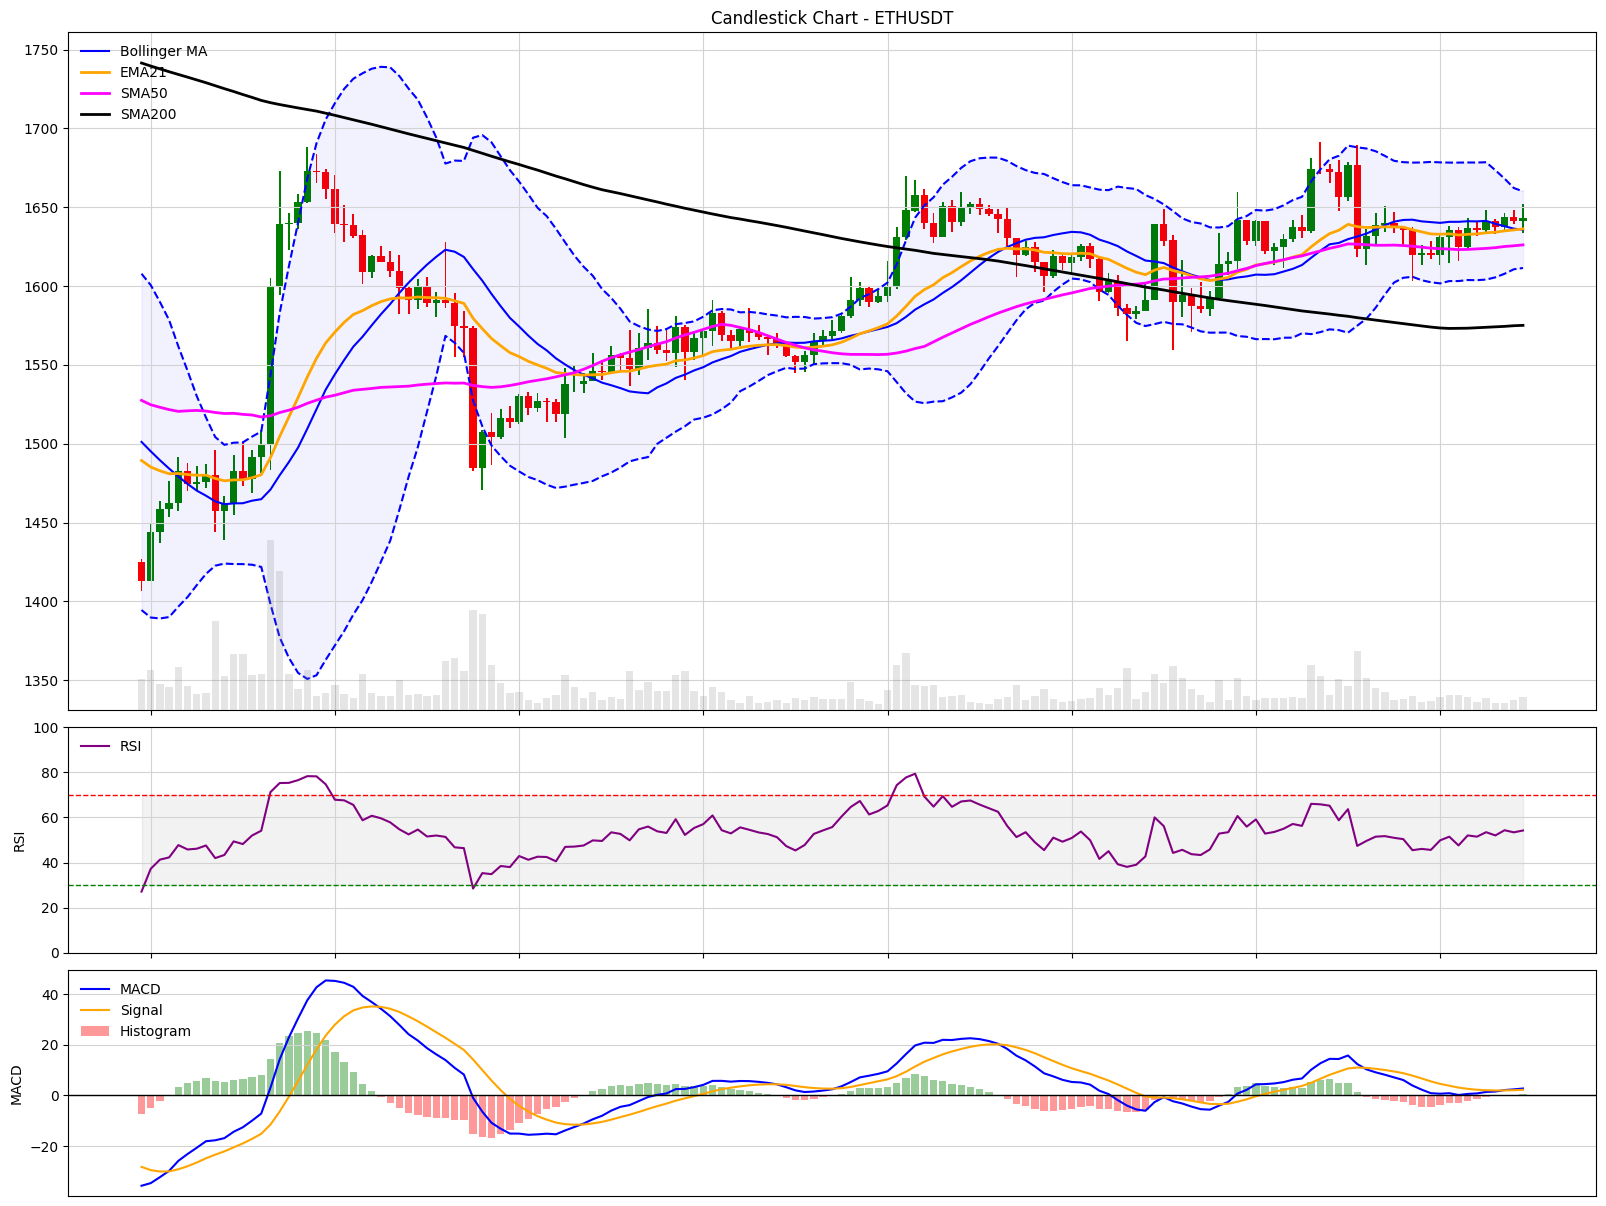 Candlestick Chart - ETHUSDT
1750
1700
1650
1600
1550
1500
1450
1400
1350
Bollinger MA
EMA21
SMA50
SMA200
100
80
60
40
20
0
RSI
RSI
40
20
0
−20
MACD
MACD
Signal
Histogram